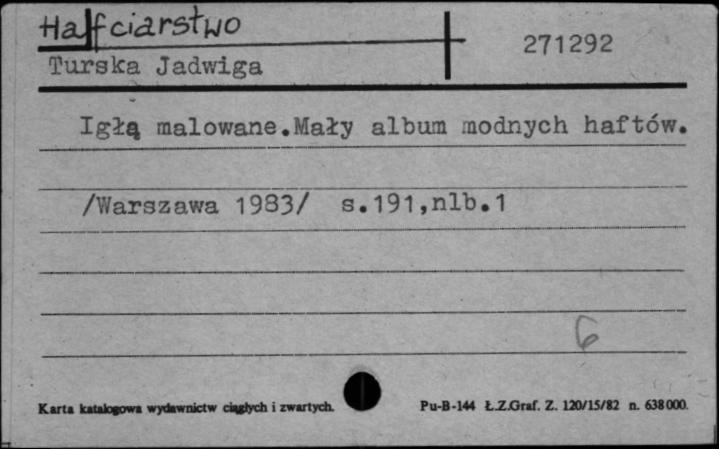 Hafciarstwo
271292
Turska Jadwiga
Igłą malowane.Mały album modnych haftów.
/Warszawa 1983/ s.191,nlb.1
6
Karta katalogowa wydawnictw ciągłych i zwartych.
Pu-B-144 Ł.Z.Graf. Z. 120/15/82 n. 638000.